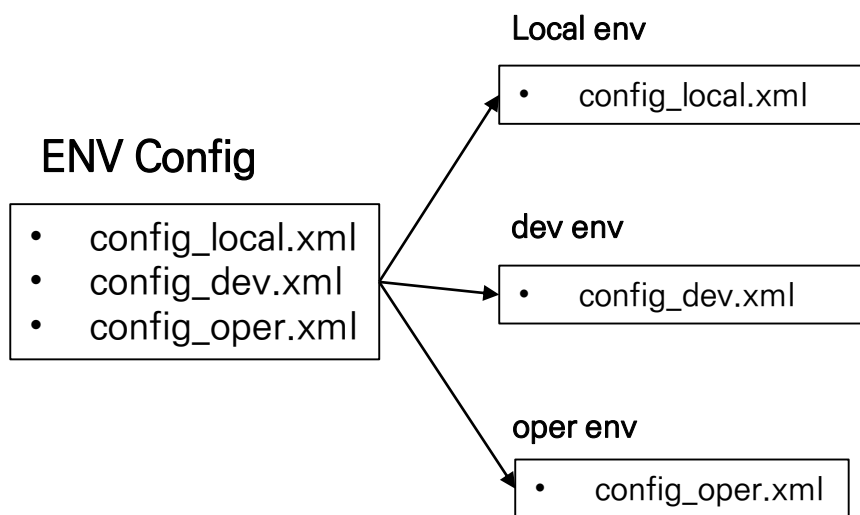 ENV Config
• config_local.xml
• config_dev.xml
• config_oper.xml
Local env
• config_local.xml
dev env
• config_dev.xml
oper env
• config_oper.xml